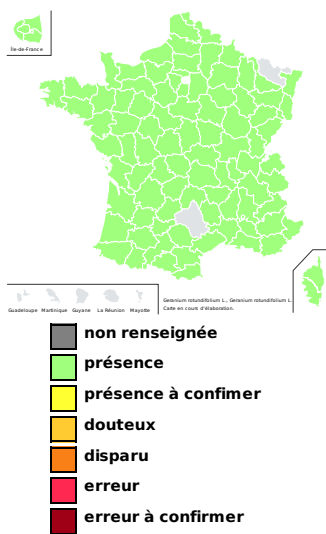 Île-de-France
Guadeloupe Martinique Guyane La Réunion Mayotte
Geranium rotundifolium L., Geranium rotundifolium L.
Carte en cours d'élaboration.
non renseignée
présence
présence à confimer
douteux
disparu
erreur
erreur à confirmer